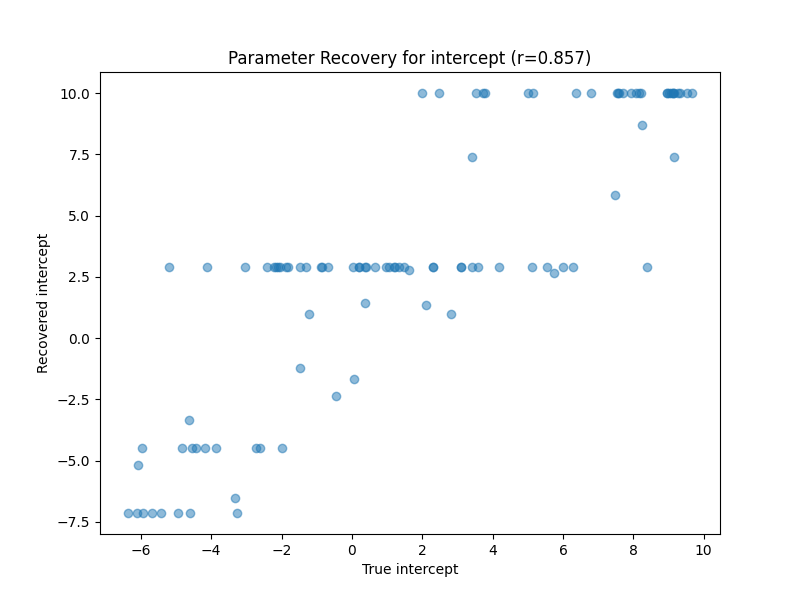 Parameter Recovery for intercept (r=0.857)
10.0
7.5
5.0
2.5
0.0
−2.5
−5.0
−7.5
Recovered intercept
−6 −4 −2 0 2 4 6 8 10
True intercept